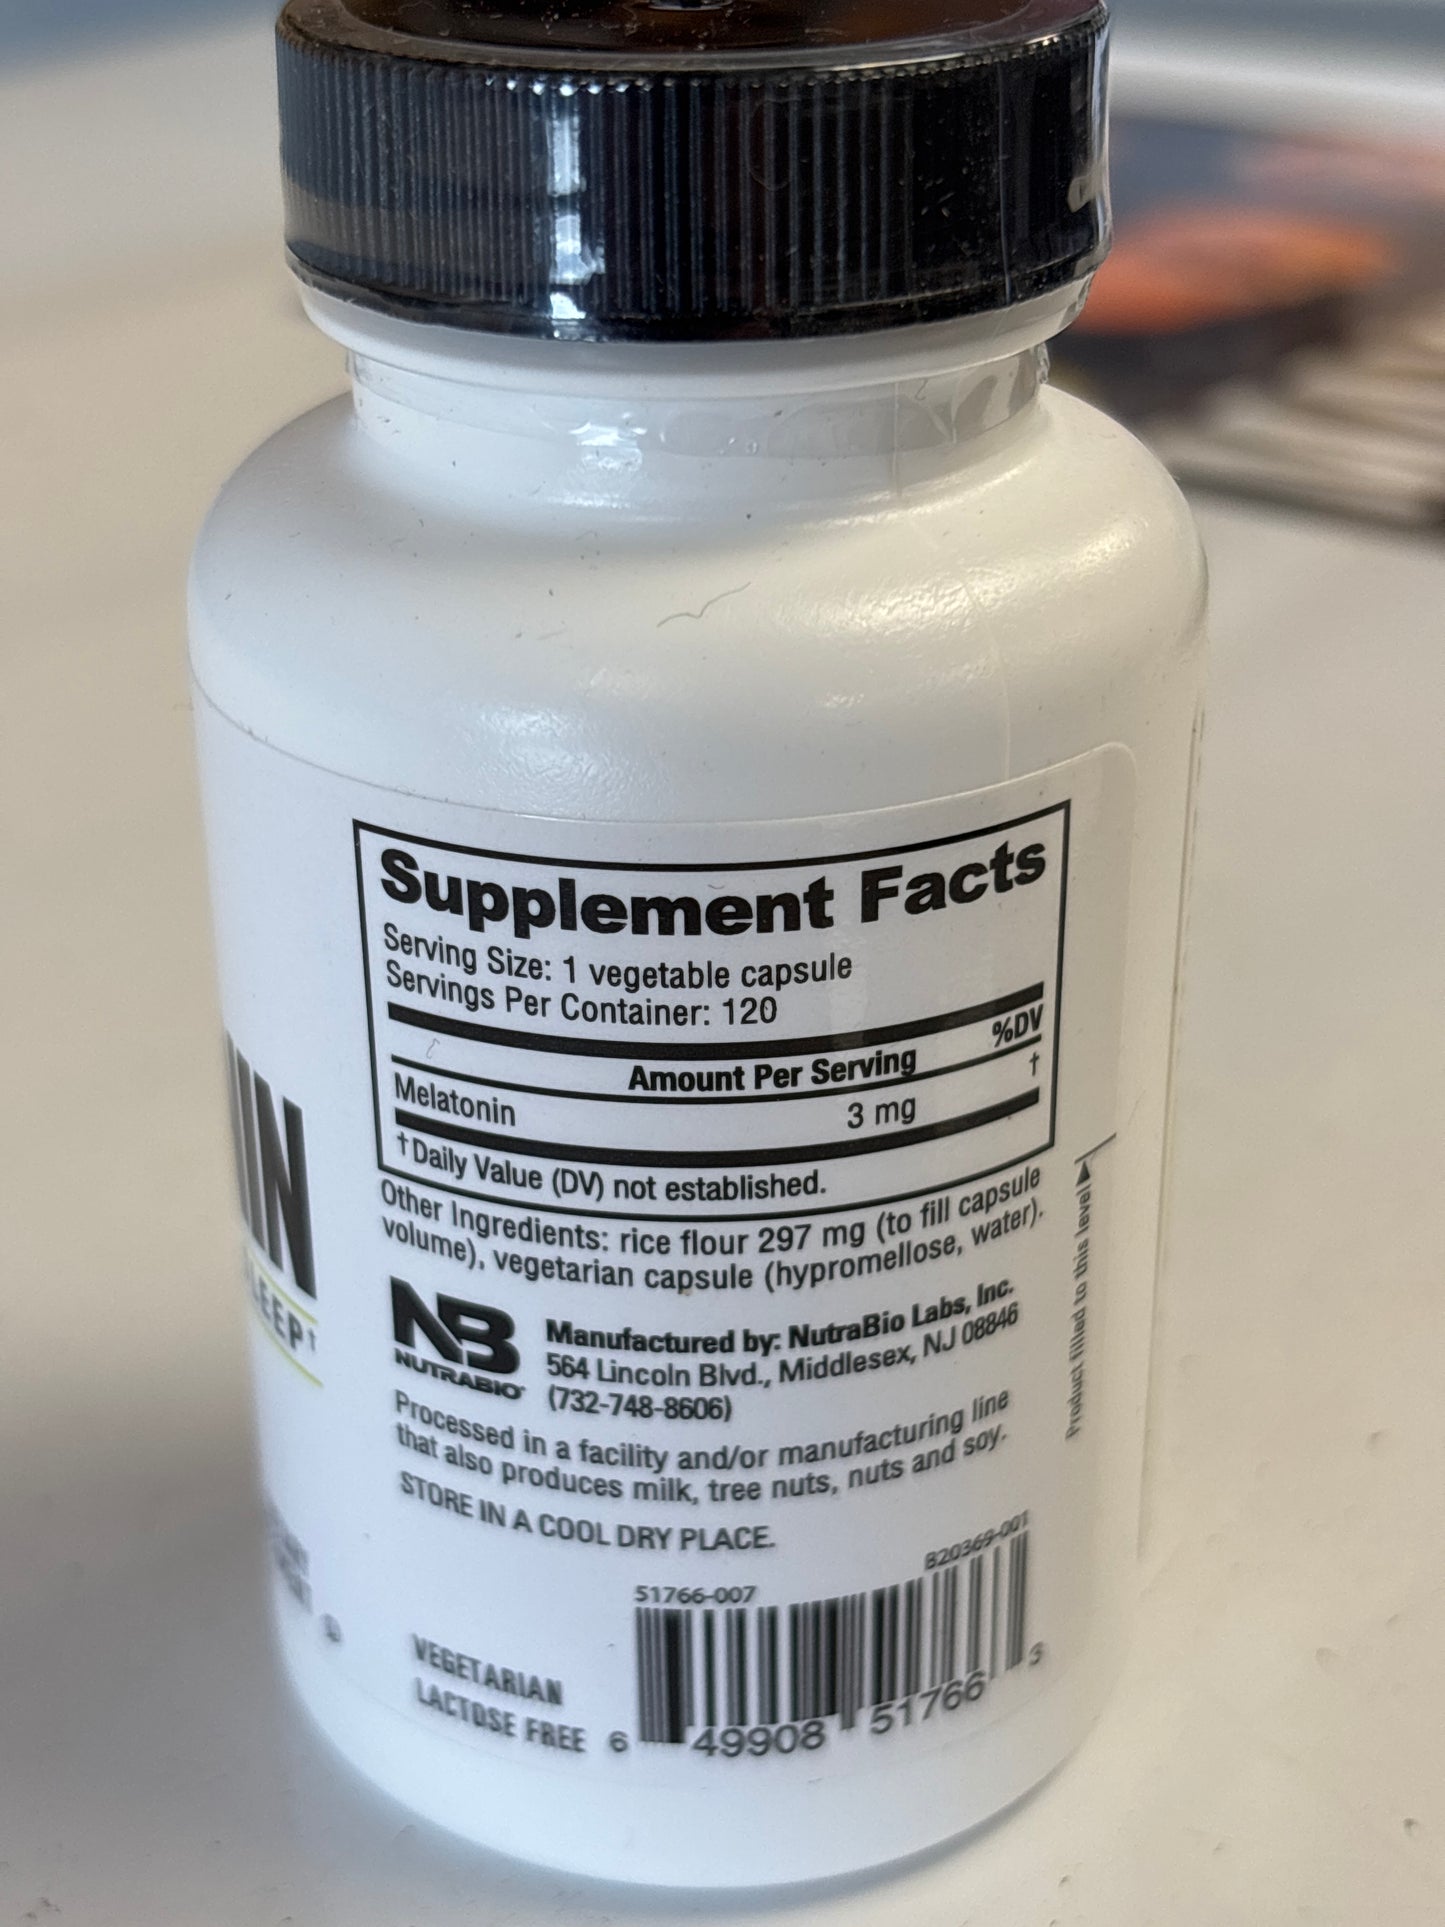 Supplement Facts
Serving Size: 1 vegetable capsule
Servings Per Container: 120
Amount Per Serving %DV
Melatonin 3 mg †
†Daily Value (DV) not established.
Other Ingredients: rice flour 297 mg (to fill capsule
volume), vegetarian capsule (hypromellose, water).
NB
NUTRABIO
Manufactured by: NutraBio Labs, Inc.
564 Lincoln Blvd., Middlesex, NJ 08846
(732-748-8606)
Processed in a facility and/or manufacturing line
that also produces milk, tree nuts, nuts and soy.
STORE IN A COOL DRY PLACE.
51766-007
B20369-001
VEGETARIAN
LACTOSE FREE
6 49908 51766 3
Product filled to this level
IN
LEEP†